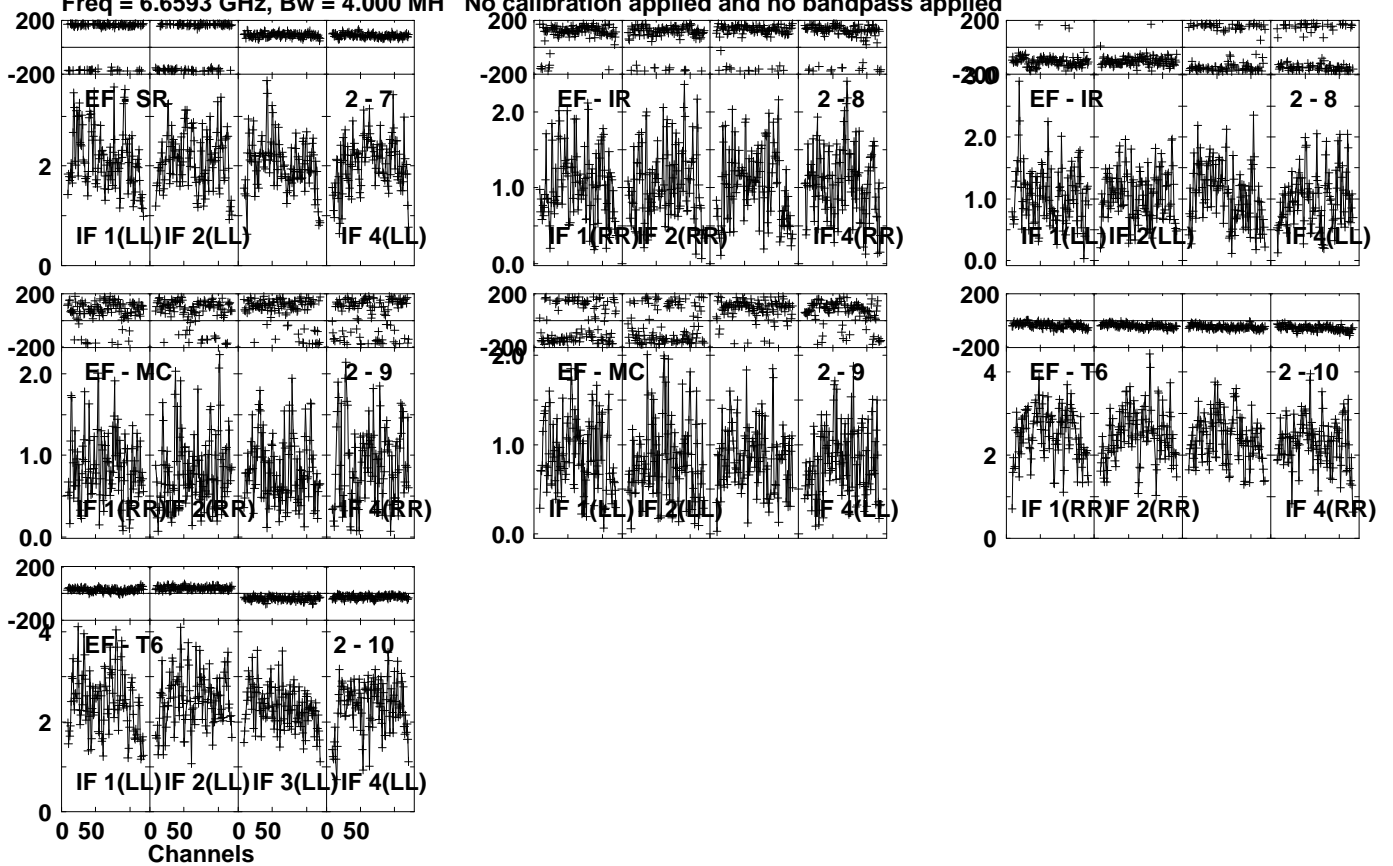 Freq = 6.6593 GHz, Bw = 4.000 MH No calibration applied and no bandpass applied
200
-200
EF - SR 2 - 7
2
IF 1(LL) IF 2(LL) IF 4(LL)
0
200
-200
EF - IR 2 - 8
2.0
1.0
IF 1(RR) IF 2(RR) IF 4(RR)
0.0
200
-200
3.0
EF - IR 2 - 8
2.0
1.0
IF 1(LL) IF 2(LL) IF 4(LL)
0.0
200
-200
EF - MC 2 - 9
2.0
1.0
IF 1(RR) IF 2(RR) IF 4(RR)
0.0
200
-200
2.0
EF - MC 2 - 9
1.0
IF 1(LL) IF 2(LL) IF 4(LL)
0.0
200
-200
EF - T6 2 - 10
4
2
IF 1(RR) IF 2(RR) IF 4(RR)
0
200
-200
4
EF - T6 2 - 10
2
IF 1(LL) IF 2(LL) IF 3(LL) IF 4(LL)
0
0 50 0 50 0 50 0 50
Channels